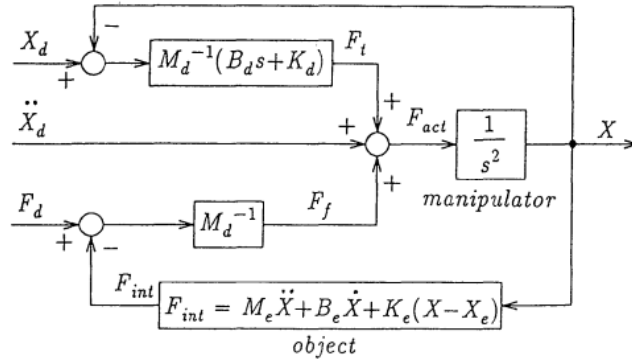 −
X_d
+
M_d⁻¹(B_d s+K_d)
F_t
+
Ẍ_d
+
F_act
1/s²
X
manipulator
F_d
+
−
M_d⁻¹
F_f
+
F_int
F_int = M_e Ẍ+B_e Ẋ+K_e(X−X_e)
object